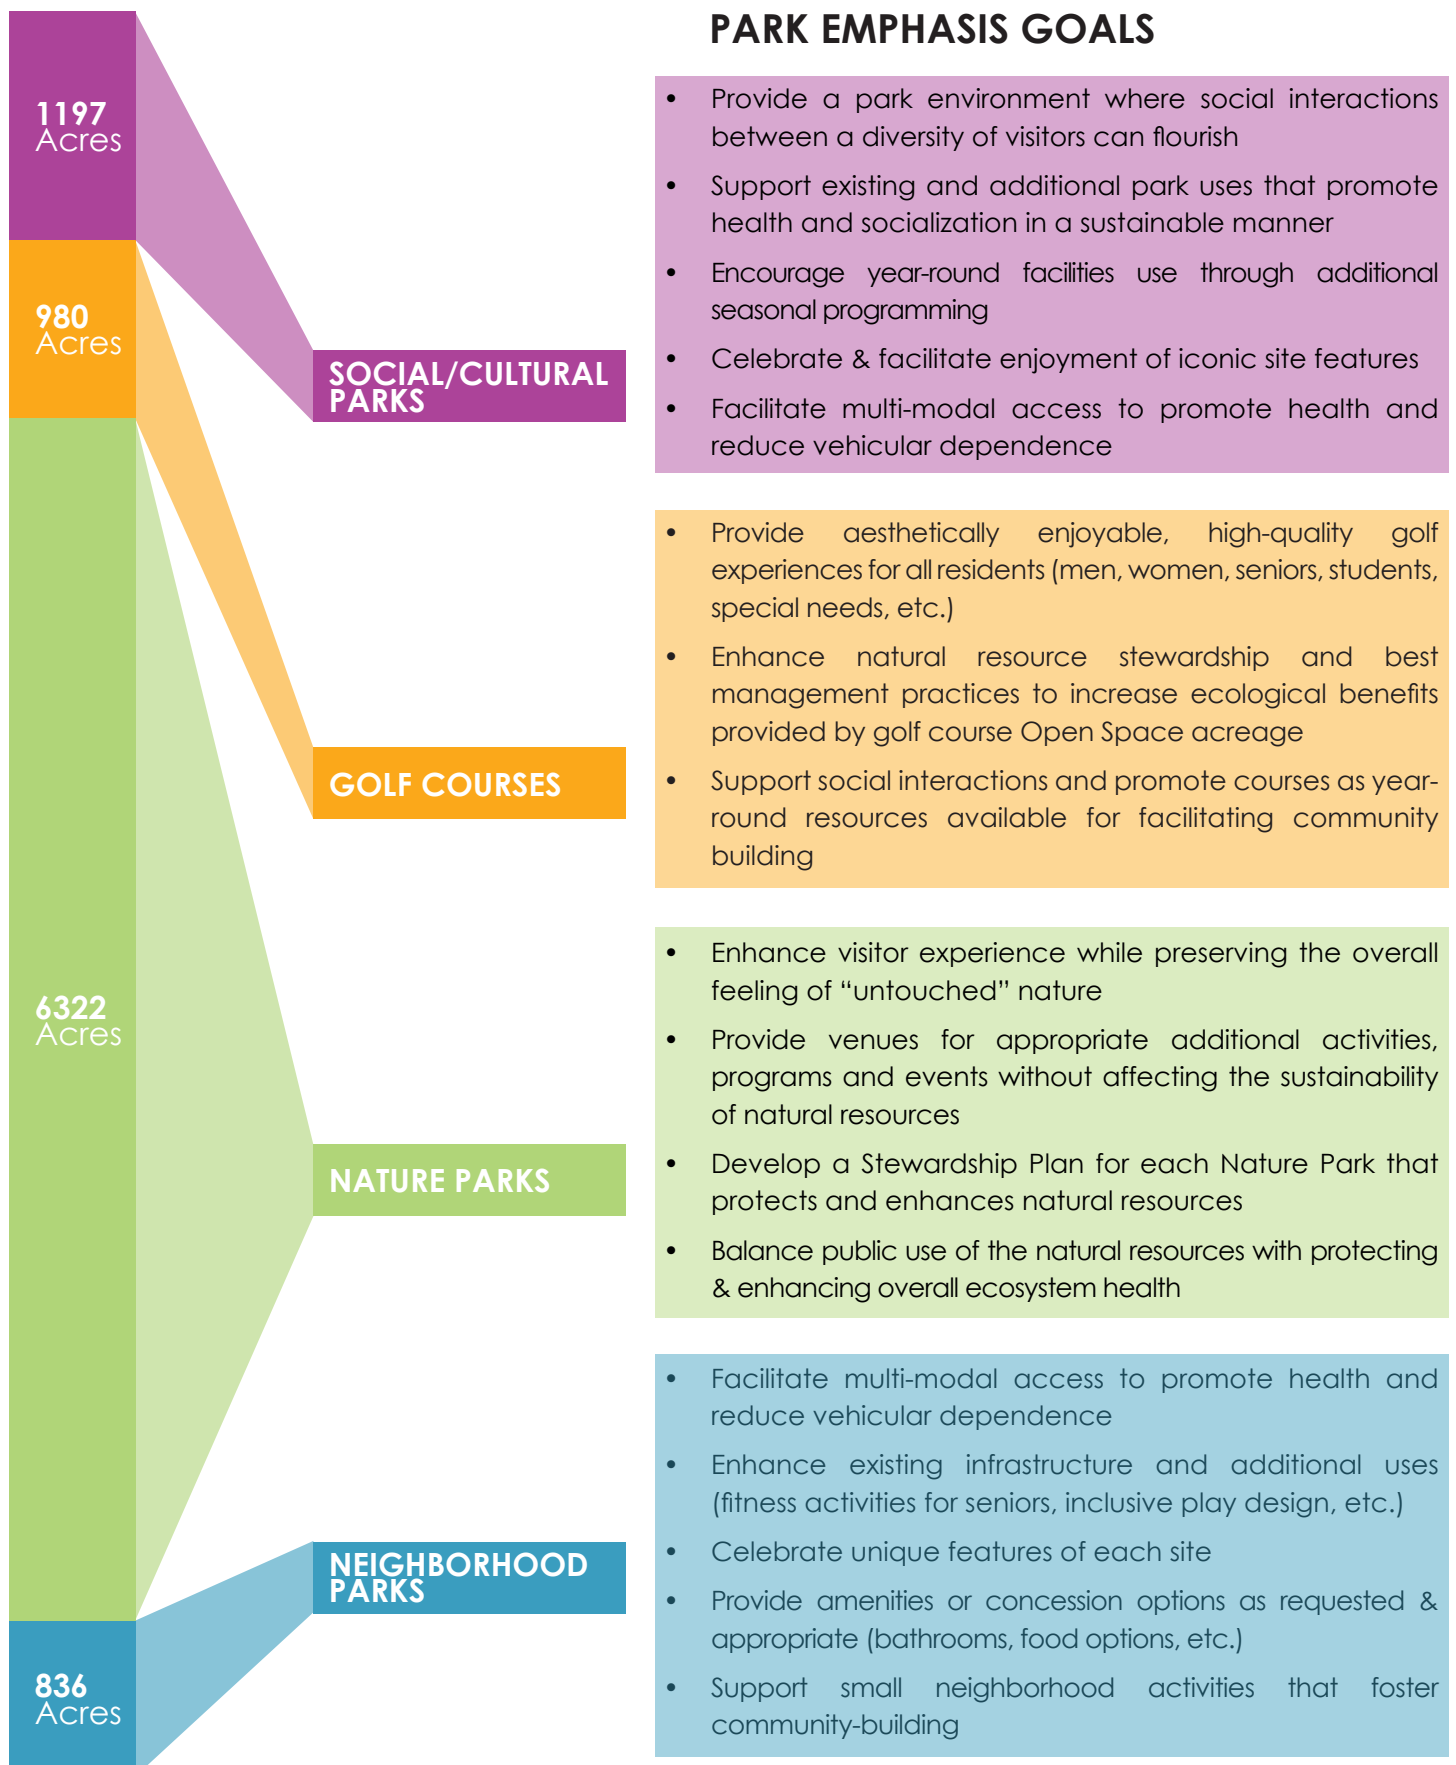 PARK EMPHASIS GOALS
1197
Acres
980
Acres
6322
Acres
836
Acres
SOCIAL/CULTURAL
PARKS
• Provide a park environment where social interactions
between a diversity of visitors can flourish
• Support existing and additional park uses that promote
health and socialization in a sustainable manner
• Encourage year-round facilities use through additional
seasonal programming
• Celebrate & facilitate enjoyment of iconic site features
• Facilitate multi-modal access to promote health and
reduce vehicular dependence
GOLF COURSES
• Provide aesthetically enjoyable, high-quality golf
experiences for all residents (men, women, seniors, students,
special needs, etc.)
• Enhance natural resource stewardship and best
management practices to increase ecological benefits
provided by golf course Open Space acreage
• Support social interactions and promote courses as year-
round resources available for facilitating community
building
NATURE PARKS
• Enhance visitor experience while preserving the overall
feeling of “untouched” nature
• Provide venues for appropriate additional activities,
programs and events without affecting the sustainability
of natural resources
• Develop a Stewardship Plan for each Nature Park that
protects and enhances natural resources
• Balance public use of the natural resources with protecting
& enhancing overall ecosystem health
NEIGHBORHOOD
PARKS
• Facilitate multi-modal access to promote health and
reduce vehicular dependence
• Enhance existing infrastructure and additional uses
(fitness activities for seniors, inclusive play design, etc.)
• Celebrate unique features of each site
• Provide amenities or concession options as requested &
appropriate (bathrooms, food options, etc.)
• Support small neighborhood activities that foster
community-building